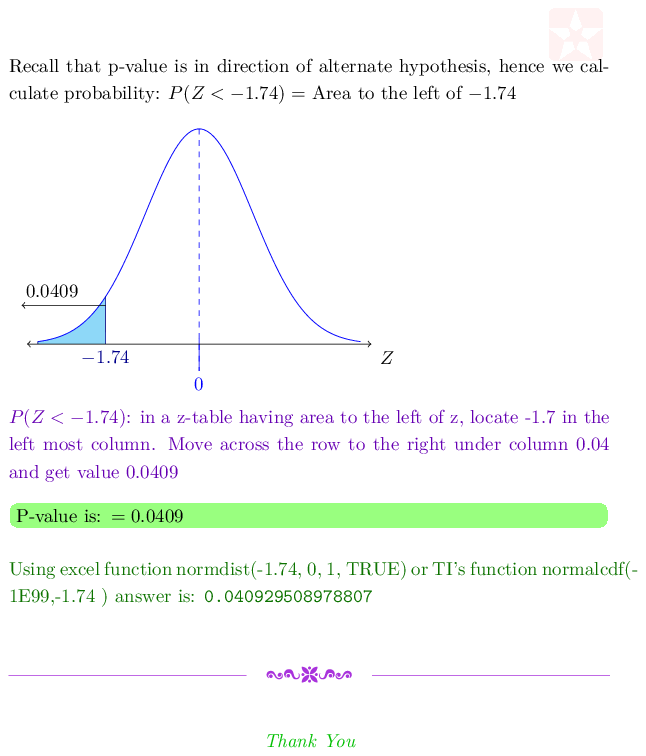 Recall that p-value is in direction of alternate hypothesis, hence we cal-
culate probability: P(Z < −1.74) = Area to the left of −1.74
0.0409
−1.74
Z
0
P(Z < −1.74): in a z-table having area to the left of z, locate -1.7 in the
left most column. Move across the row to the right under column 0.04
and get value 0.0409
P-value is: = 0.0409
Using excel function normdist(-1.74, 0, 1, TRUE) or TI's function normalcdf(-
1E99,-1.74 ) answer is: 0.040929508978807
Thank You